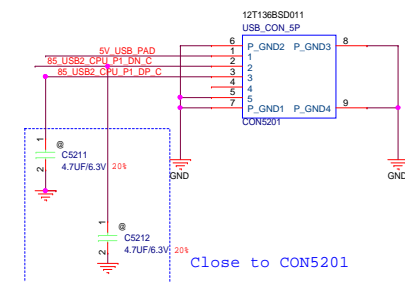 12T136BSD011
USB_CON_5P
6 P_GND2 P_GND3 8
5V_USB_PAD 1 1
85_USB2_CPU_P1_DN_C 2 2
85_USB2_CPU_P1_DP_C 3 3
4 4
5 5
7 P_GND1 P_GND4 9
CON5201
1 @
C5211
2 4.7UF/6.3V 20%
GND GND
1 @
C5212
2 4.7UF/6.3V 20%
Close to CON5201